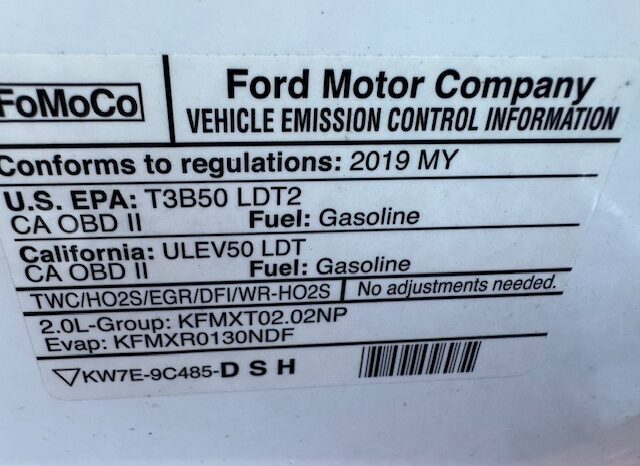 FoMoCo
Ford Motor Company
VEHICLE EMISSION CONTROL INFORMATION
Conforms to regulations: 2019 MY
U.S. EPA: T3B50 LDT2
CA OBD II Fuel: Gasoline
California: ULEV50 LDT
CA OBD II Fuel: Gasoline
TWC/HO2S/EGR/DFI/WR-HO2S No adjustments needed.
2.0L-Group: KFMXT02.02NP
Evap: KFMXR0130NDF
▽KW7E-9C485-D S H